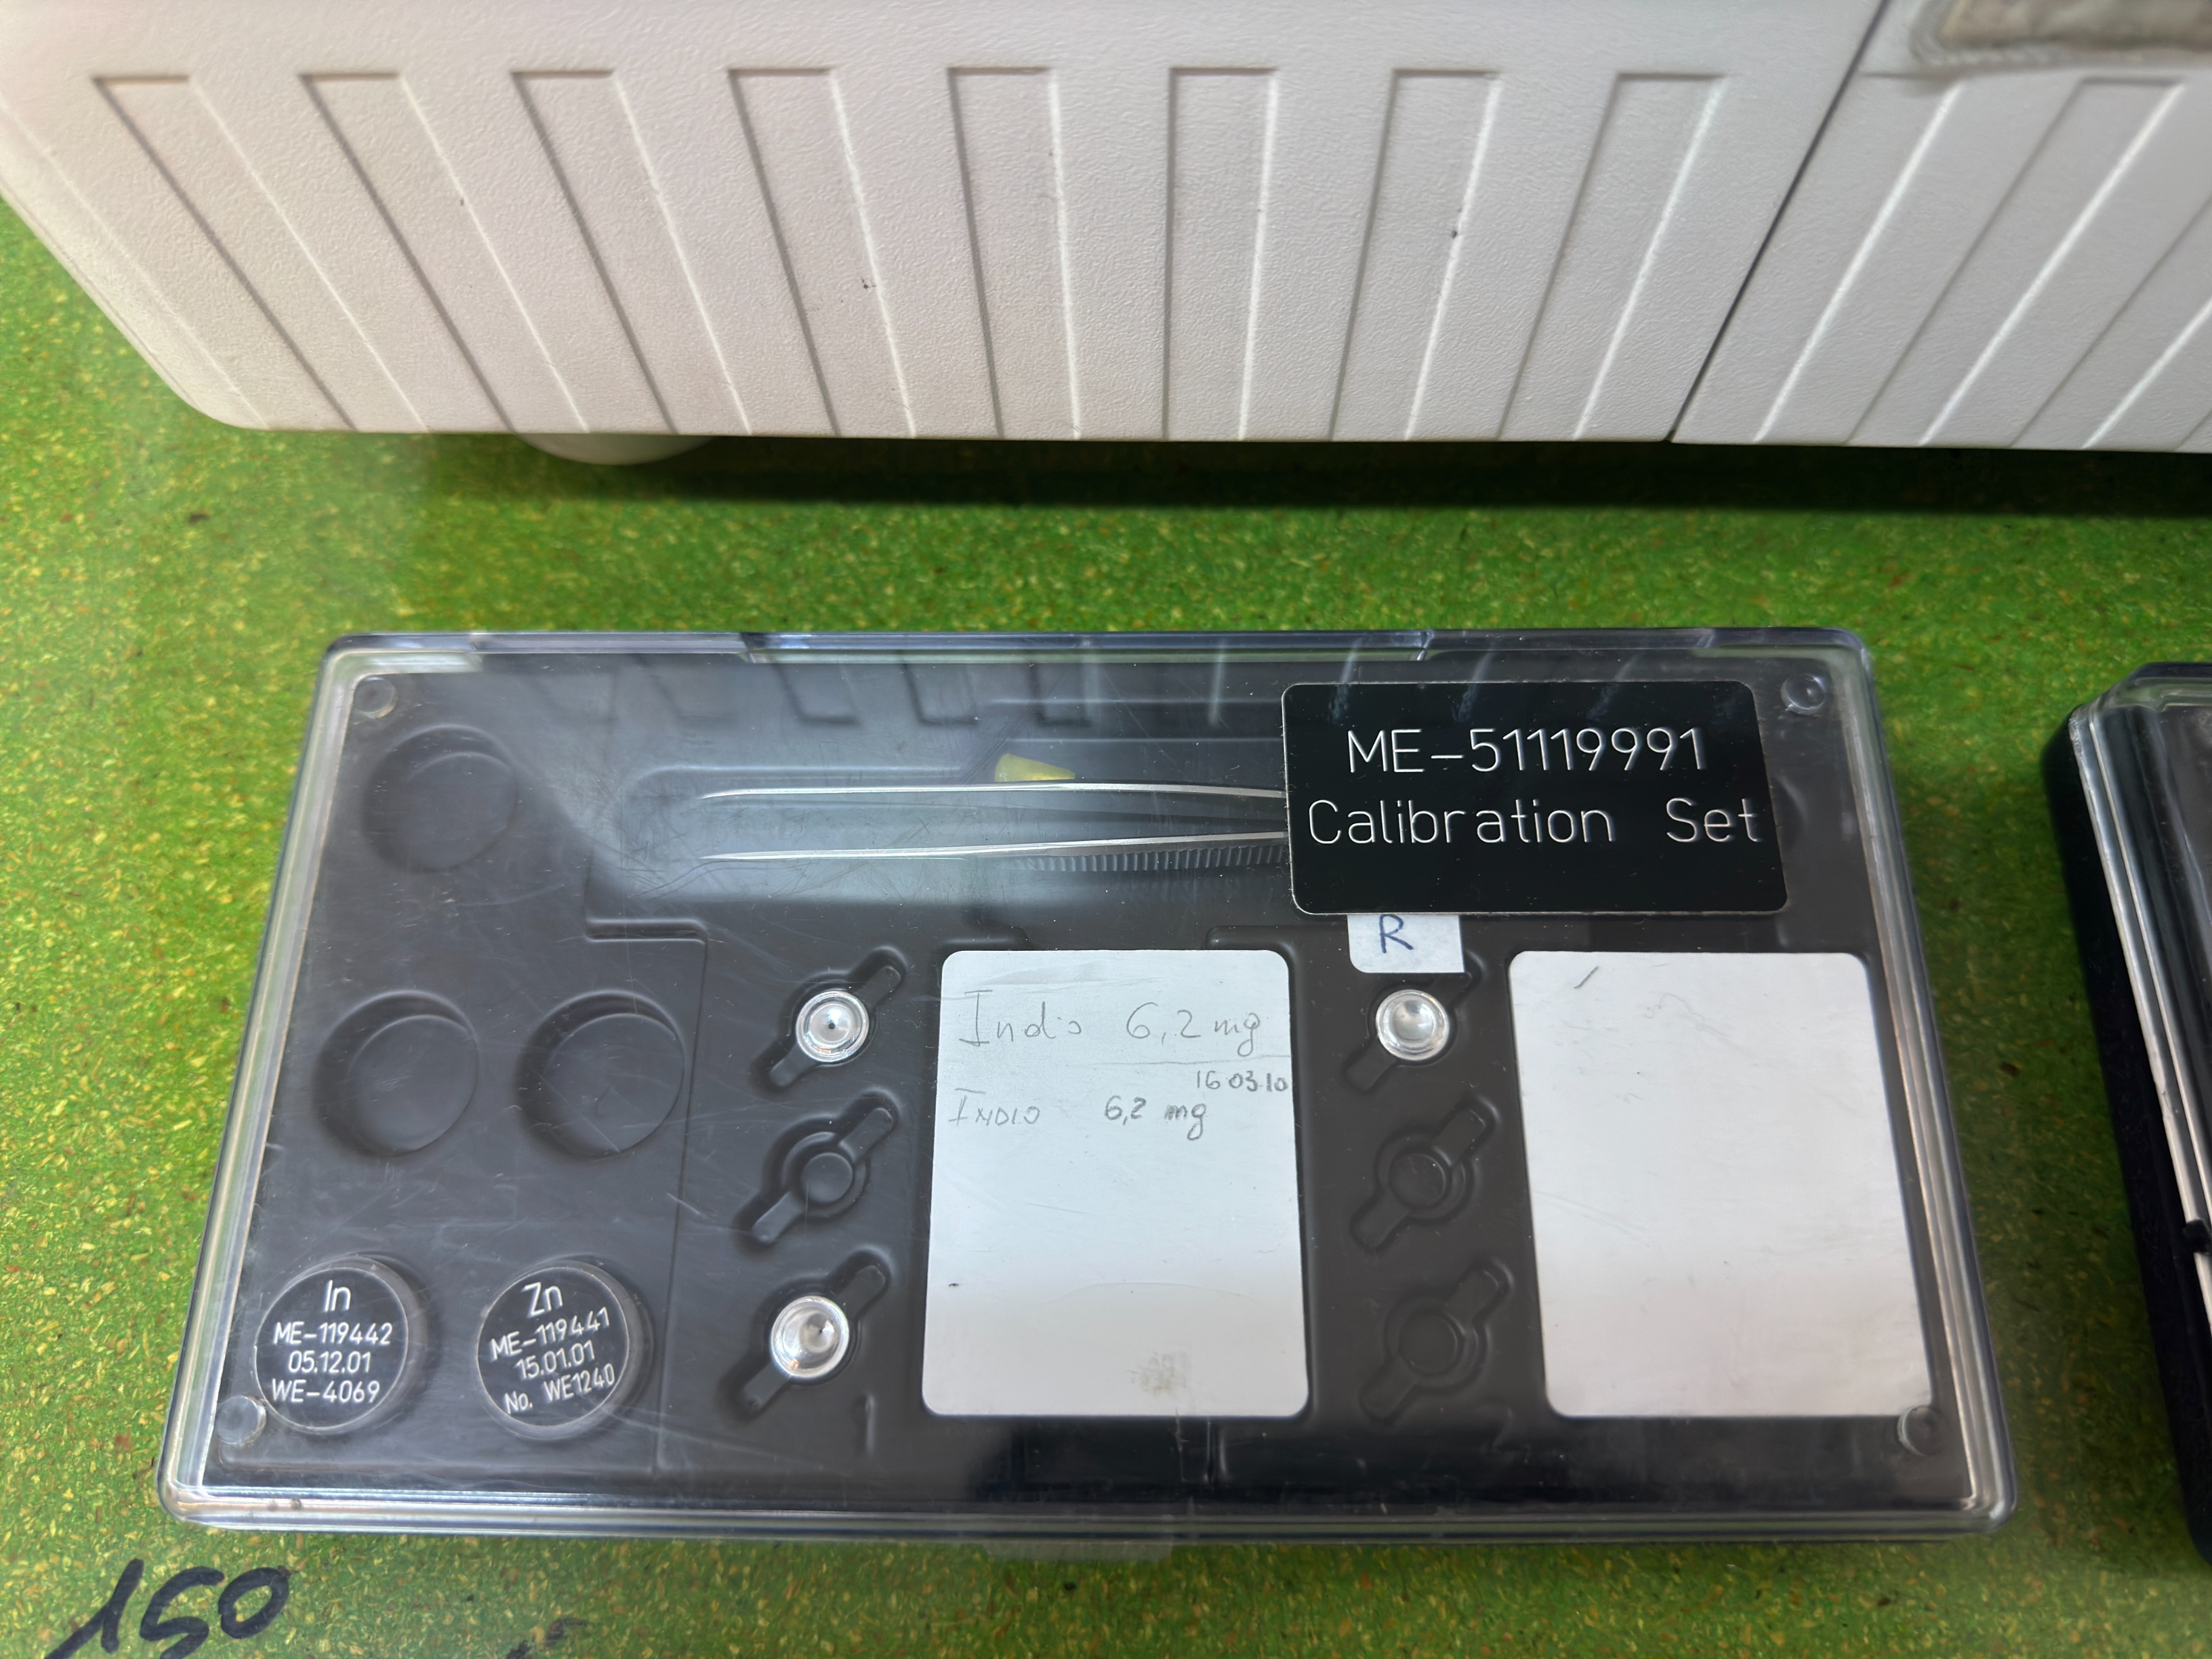 ME-51119991
Calibration Set
R
Indio 6,2 mg
16 03.10
INDIO 6,2 mg
In
ME-119442
05.12.01
WE-4069
Zn
ME-119441
15.01.01
No. WE1240
150